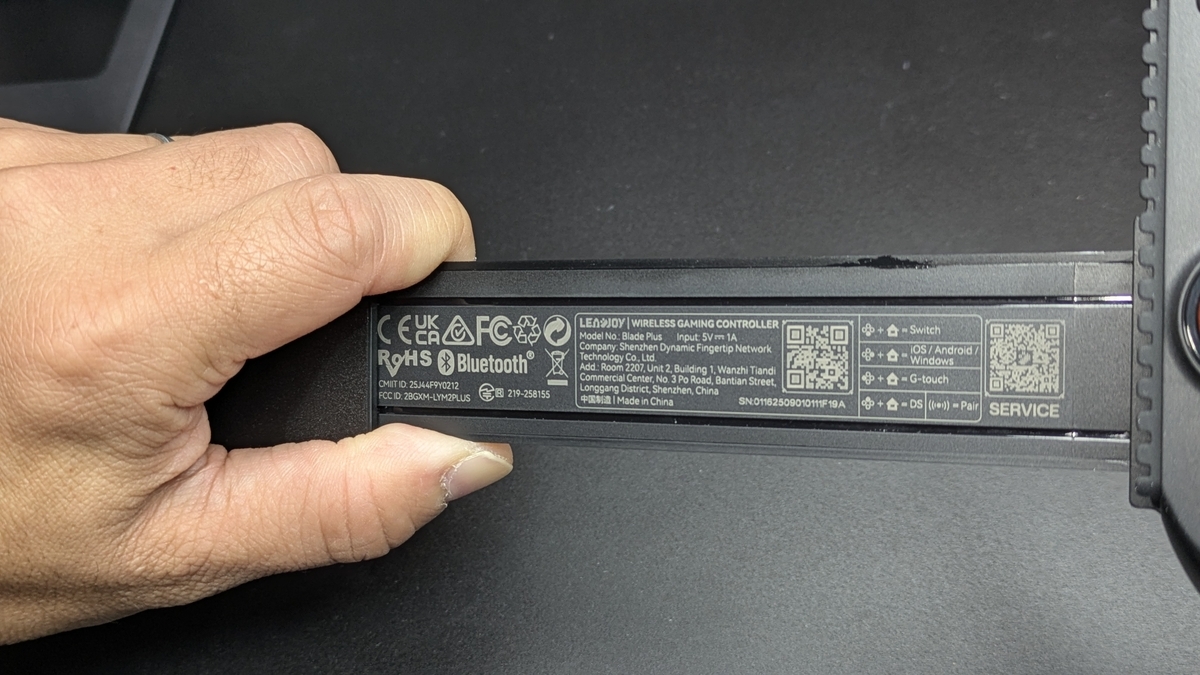 CE UK CA FC
RoHS Bluetooth®
CMIIT ID: 25J44F9Y0212
FCC ID: 2BGXM-LYM2PLUS
219-258155
LEADJOY | WIRELESS GAMING CONTROLLER
Model No.: Blade Plus Input: 5V⎓1A
Company: Shenzhen Dynamic Fingertip Network
Technology Co., Ltd.
Add.: Room 2207, Unit 2, Building 1, Wanzhi Tiandi
Commercial Center, No. 3 Po Road, Bantian Street,
Longgang District, Shenzhen, China
中国制造 | Made in China
SN:01162509010111F19A
+ = Switch
+ = iOS / Android /
Windows
+ = G-touch
+ = DS
= Pair
SERVICE